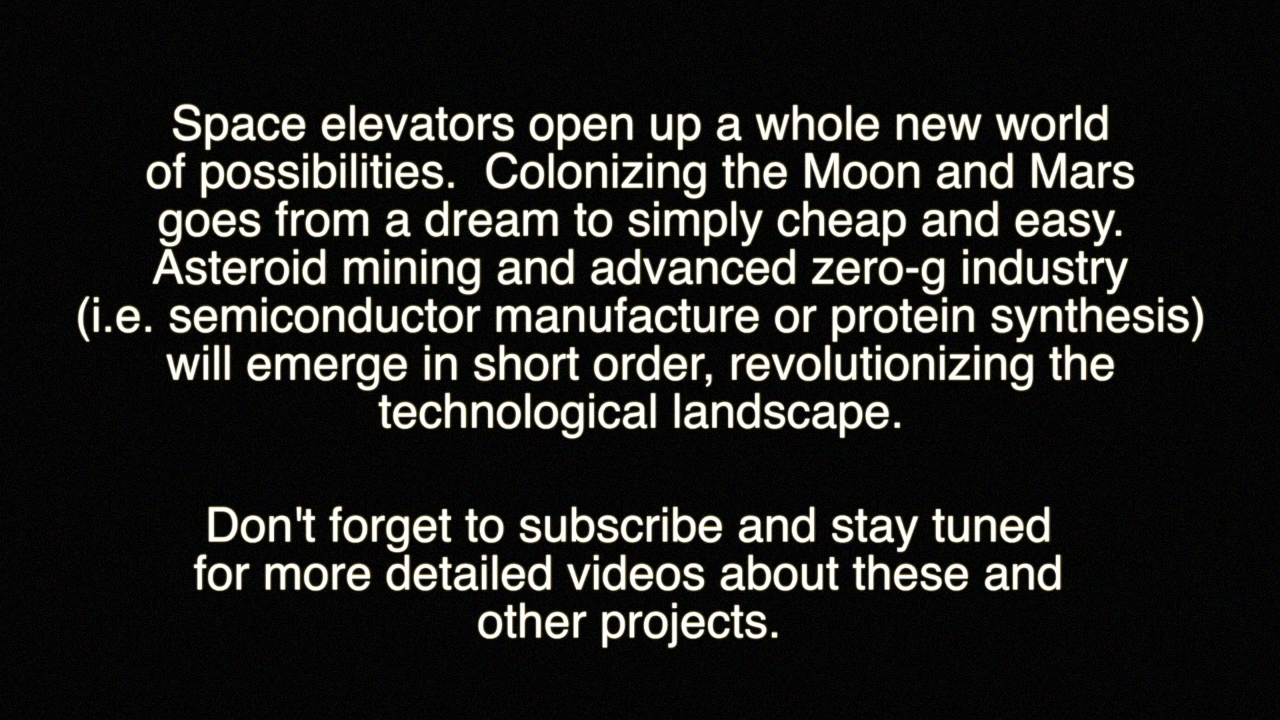 Space elevators open up a whole new world
of possibilities.  Colonizing the Moon and Mars
goes from a dream to simply cheap and easy.
Asteroid mining and advanced zero-g industry
(i.e. semiconductor manufacture or protein synthesis)
will emerge in short order, revolutionizing the
technological landscape.
Don't forget to subscribe and stay tuned
for more detailed videos about these and
other projects.